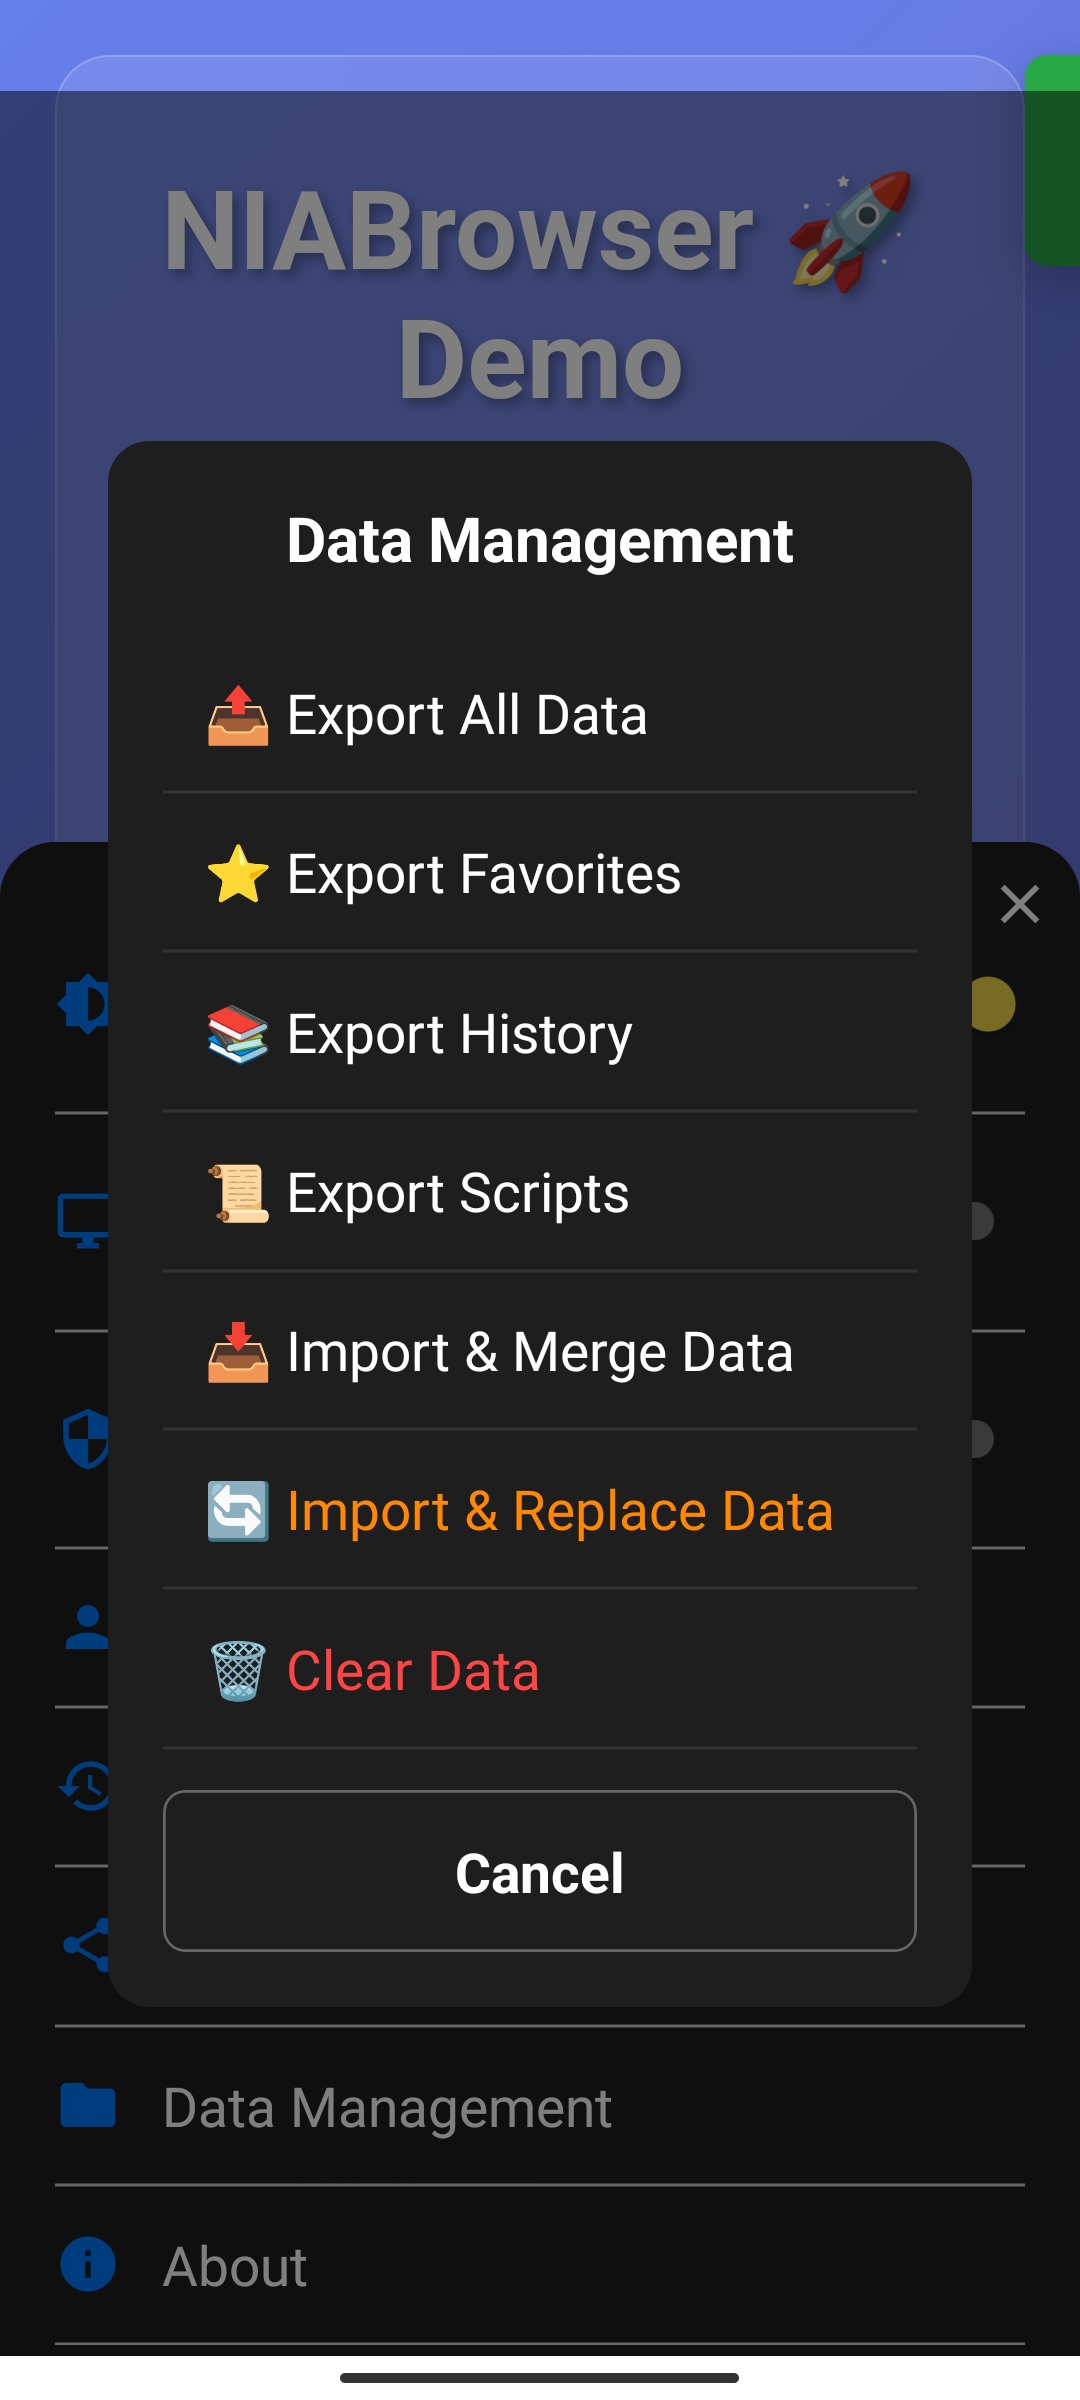 NIABrowser 🚀
Demo
Data Management
📤 Export All Data
⭐ Export Favorites
📚 Export History
📜 Export Scripts
📥 Import & Merge Data
🔄 Import & Replace Data
🗑️ Clear Data
Cancel
Data Management
About